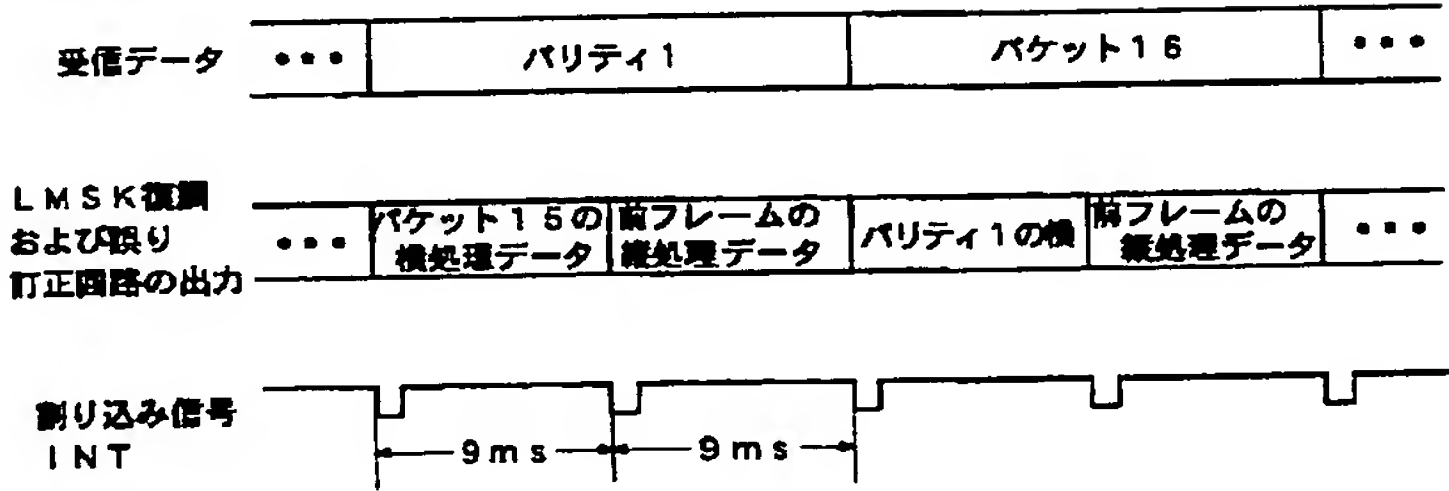 受信データ ・・・ パリティ1 パケット16 ・・・
LMSK復調
および誤り
訂正回路の出力
・・・
パケット15の
横処理データ
前フレームの
縦処理データ
パリティ1の横
前フレームの
縦処理データ
・・・
割り込み信号
INT
9ms 9ms